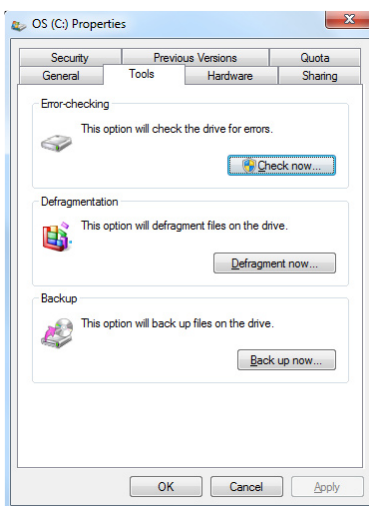 OS (C:) Properties
Security Previous Versions Quota
General Tools Hardware Sharing
Error-checking
This option will check the drive for errors.
Check now...
Defragmentation
This option will defragment files on the drive.
Defragment now...
Backup
This option will back up files on the drive.
Back up now...
OK Cancel Apply